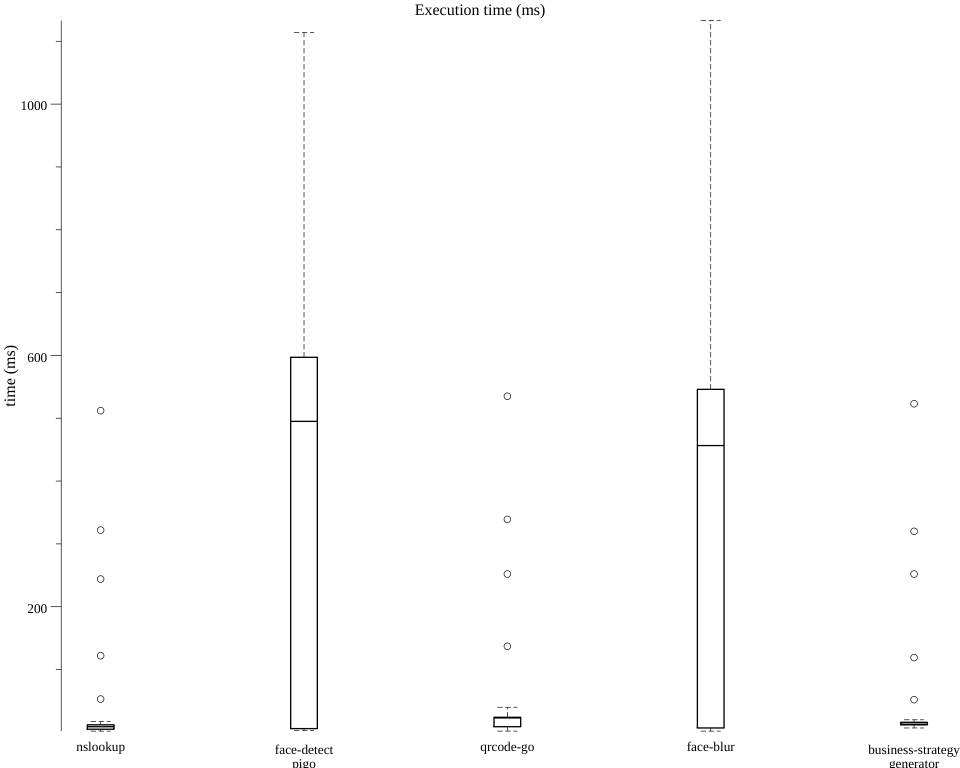 Execution time (ms)
1000
600
200
time (ms)
nslookup
face-detect
pigo
qrcode-go
face-blur
business-strategy
generator